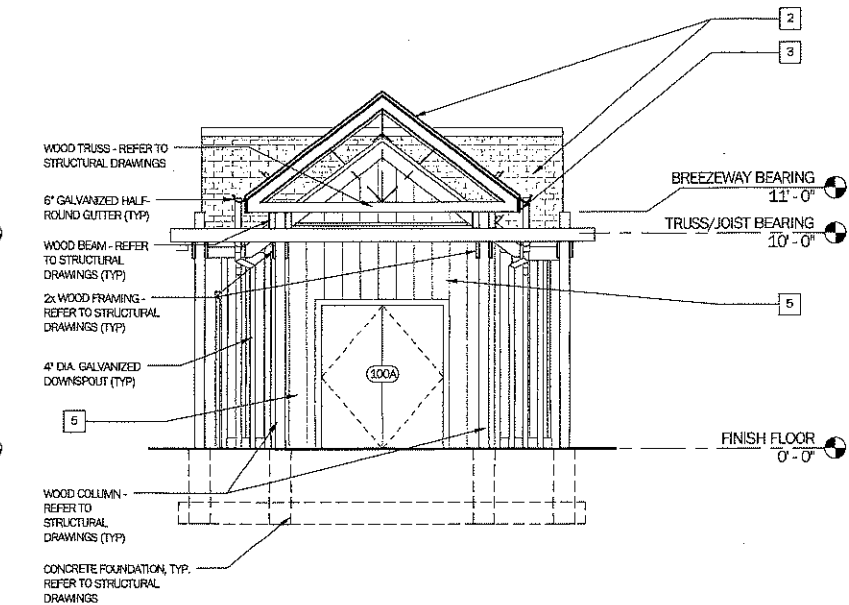 2
3
WOOD TRUSS - REFER TO
STRUCTURAL DRAWINGS
6" GALVANIZED HALF-
ROUND GUTTER (TYP)
WOOD BEAM - REFER
TO STRUCTURAL
DRAWINGS (TYP)
2x WOOD FRAMING -
REFER TO STRUCTURAL
DRAWINGS (TYP)
4" DIA. GALVANIZED
DOWNSPOUT (TYP)
5
WOOD COLUMN -
REFER TO
STRUCTURAL
DRAWINGS (TYP)
CONCRETE FOUNDATION, TYP.
REFER TO STRUCTURAL
DRAWINGS
100A
BREEZEWAY BEARING
11' - 0"
TRUSS/JOIST BEARING
10' - 0"
5
FINISH FLOOR
0' - 0"